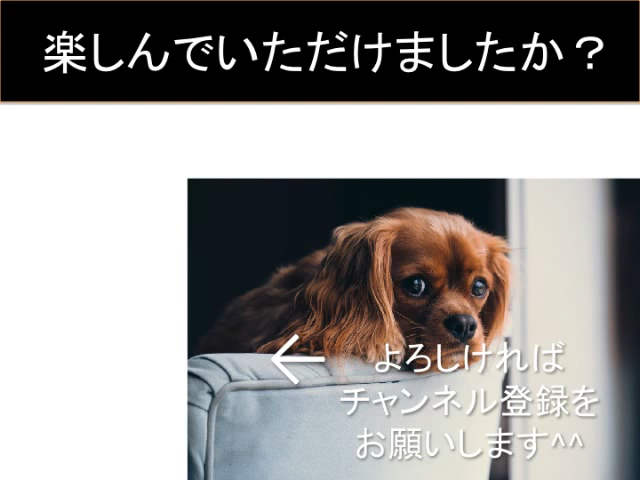 楽しんでいただけましたか？
←
よろしければ
チャンネル登録を
お願いします^^